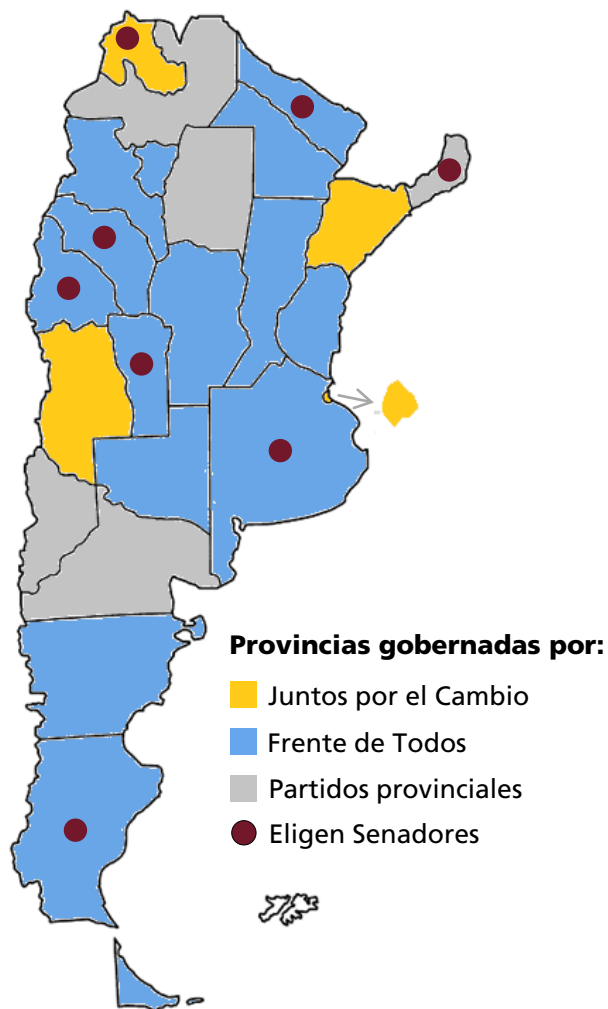 Provincias gobernadas por:
Juntos por el Cambio
Frente de Todos
Partidos provinciales
Eligen Senadores